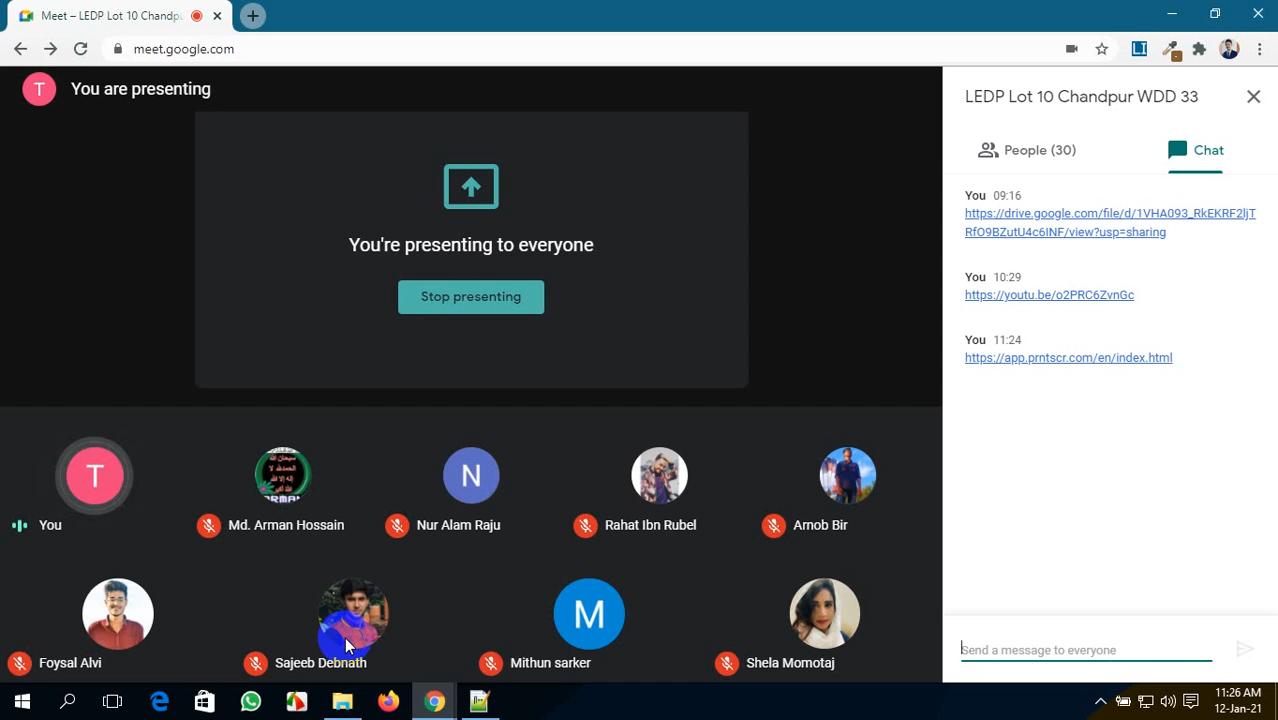 Meet – LEDP Lot 10 Chandpu
meet.google.com
T You are presenting
You're presenting to everyone
Stop presenting
T
N
You
Md. Arman Hossain
Nur Alam Raju
Rahat Ibn Rubel
Arnob Bir
M
Foysal Alvi
Sajeeb Debnath
Mithun sarker
Shela Momotaj
LEDP Lot 10 Chandpur WDD 33
People (30)
Chat
You 09:16
https://drive.google.com/file/d/1VHA093_RkEKRF2ljT
RfO9BZutU4c6INF/view?usp=sharing
You 10:29
https://youtu.be/o2PRC6ZvnGc
You 11:24
https://app.prntscr.com/en/index.html
Send a message to everyone
11:26 AM
12-Jan-21